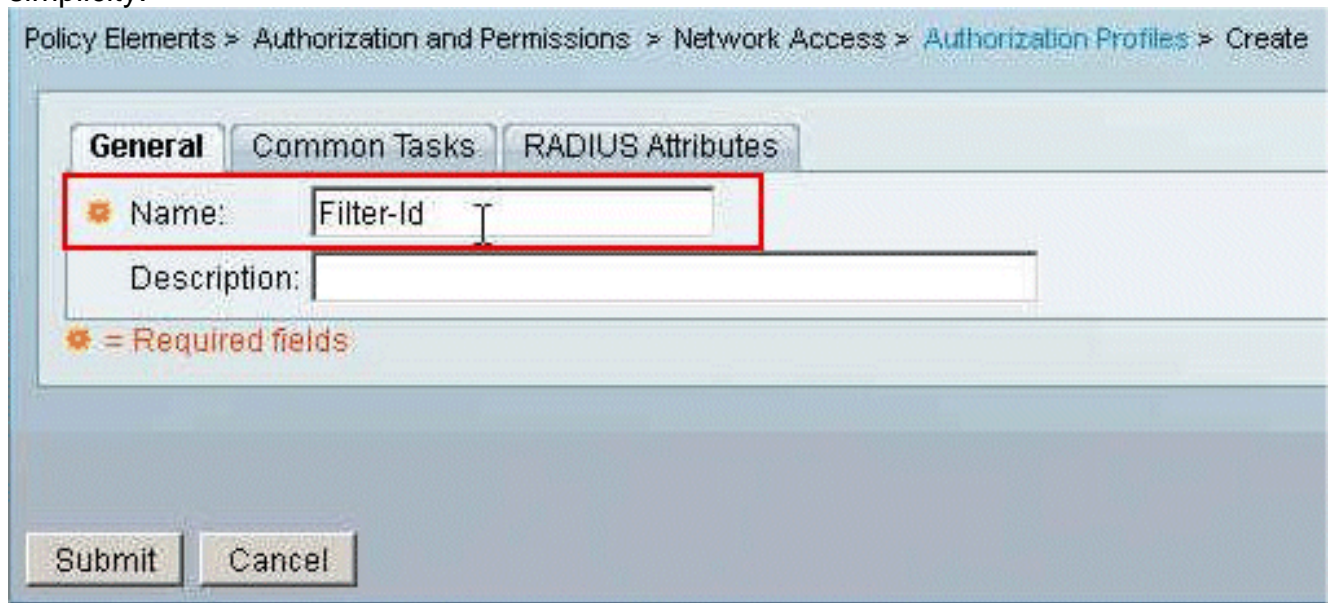 simplicity.
Policy Elements > Authorization and Permissions > Network Access > Authorization Profiles > Create
General Common Tasks RADIUS Attributes
Name: Filter-Id
Description:
= Required fields
Submit Cancel